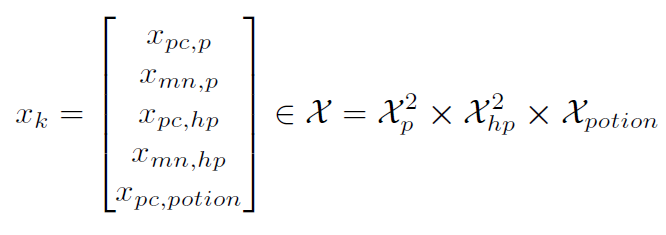 x_k = [ x_{pc,p} x_{mn,p} x_{pc,hp} x_{mn,hp} x_{pc,potion} ] ∈ 𝒳 = 𝒳_p^2 × 𝒳_{hp}^2 × 𝒳_{potion}